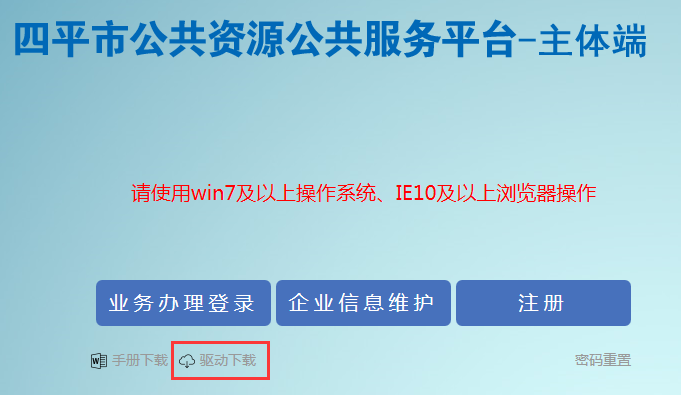 四平市公共资源公共服务平台-主体端
请使用win7及以上操作系统、IE10及以上浏览器操作
业务办理登录 企业信息维护 注册
手册下载 驱动下载 密码重置